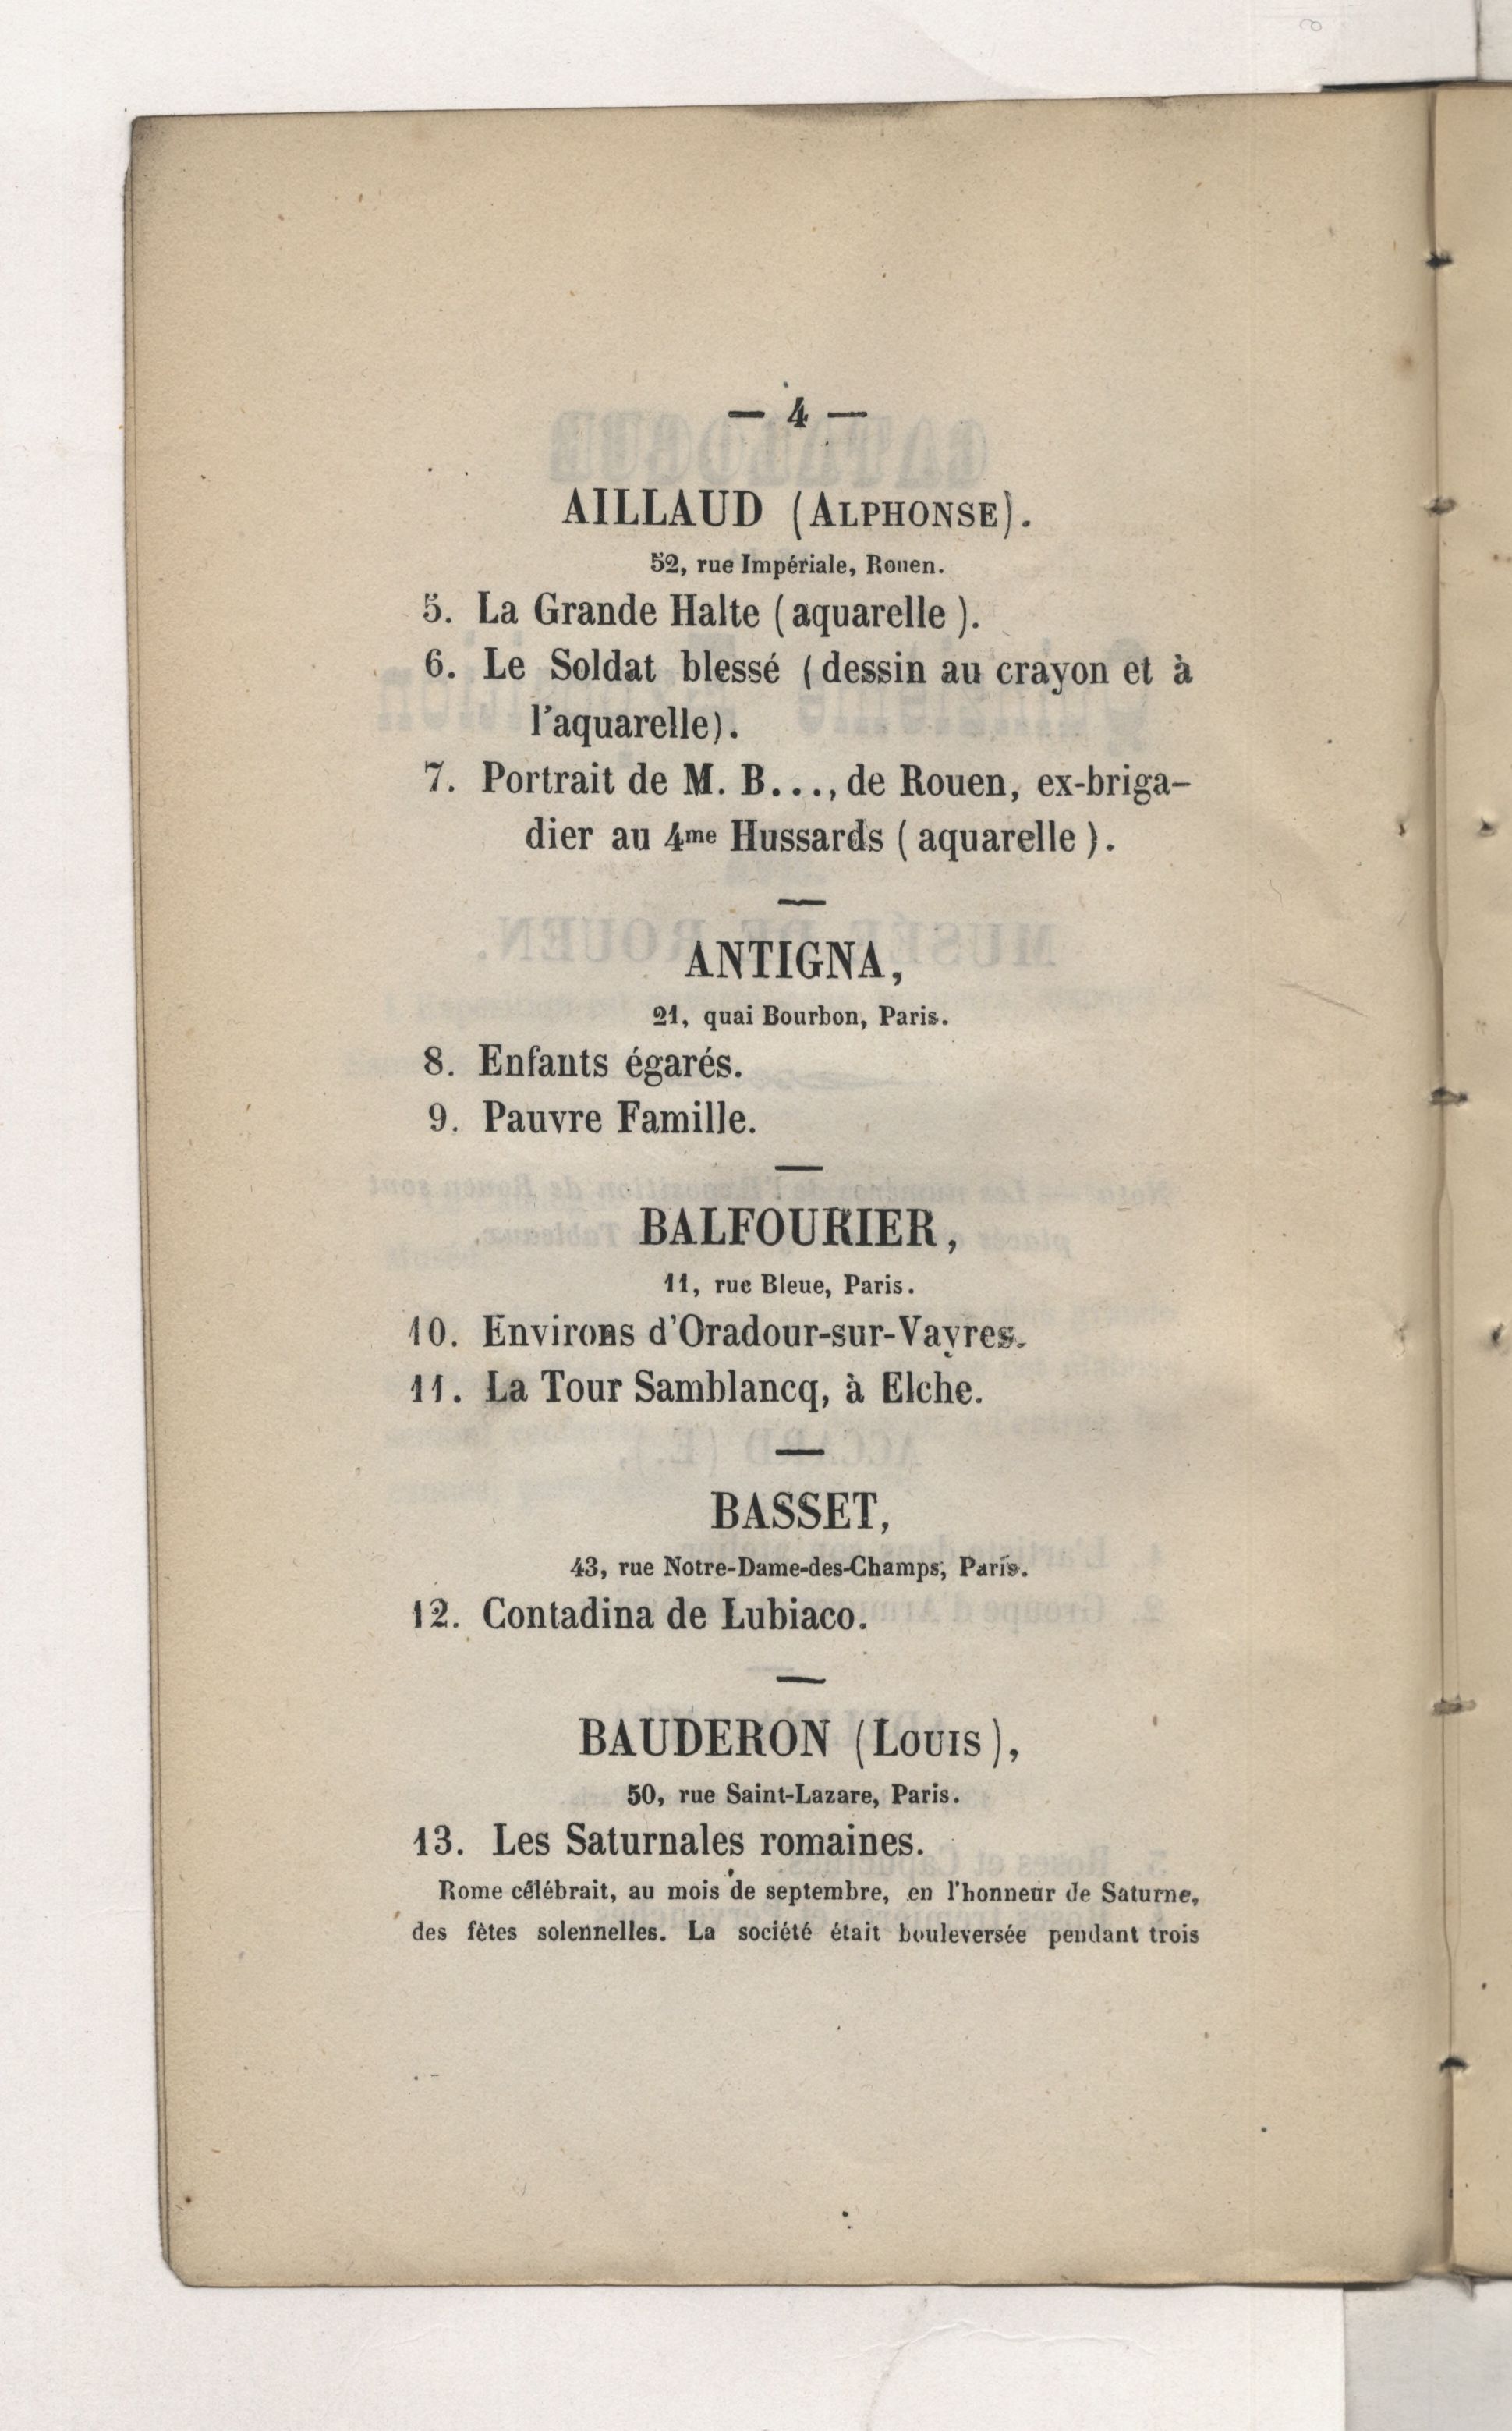 — 4 —
AILLAUD (ALPHONSE).
52, rue Impériale, Rouen.
5. La Grande Halte (aquarelle).
6. Le Soldat blessé (dessin au crayon et à
l'aquarelle).
7. Portrait de M. B..., de Rouen, ex-briga-
dier au 4me Hussards (aquarelle).
ANTIGNA,
21, quai Bourbon, Paris.
8. Enfants égarés.
9. Pauvre Famille.
BALFOURIER,
11, rue Bleue, Paris.
10. Environs d'Oradour-sur-Vayres.
11. La Tour Samblancq, à Elche.
BASSET,
43, rue Notre-Dame-des-Champs, Paris.
12. Contadina de Lubiaco.
BAUDERON (LOUIS),
50, rue Saint-Lazare, Paris.
13. Les Saturnales romaines.
Rome célébrait, au mois de septembre, en l'honneur de Saturne,
des fêtes solennelles. La société était bouleversée pendant trois